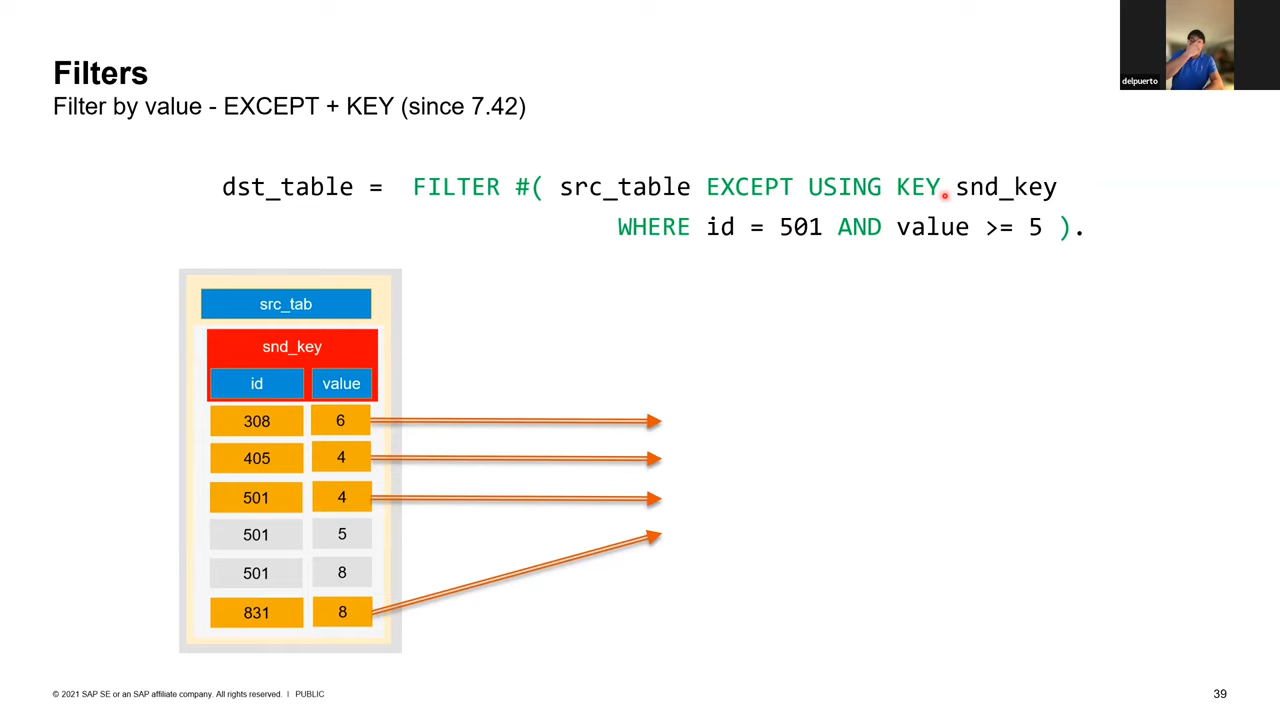 delpuerto
Filters
Filter by value - EXCEPT + KEY (since 7.42)
dst_table = FILTER #( src_table EXCEPT USING KEY snd_key
WHERE id = 501 AND value >= 5 ).
src_tab
snd_key
id value
308 6
405 4
501 4
501 5
501 8
831 8
© 2021 SAP SE or an SAP affiliate company. All rights reserved. | PUBLIC
39